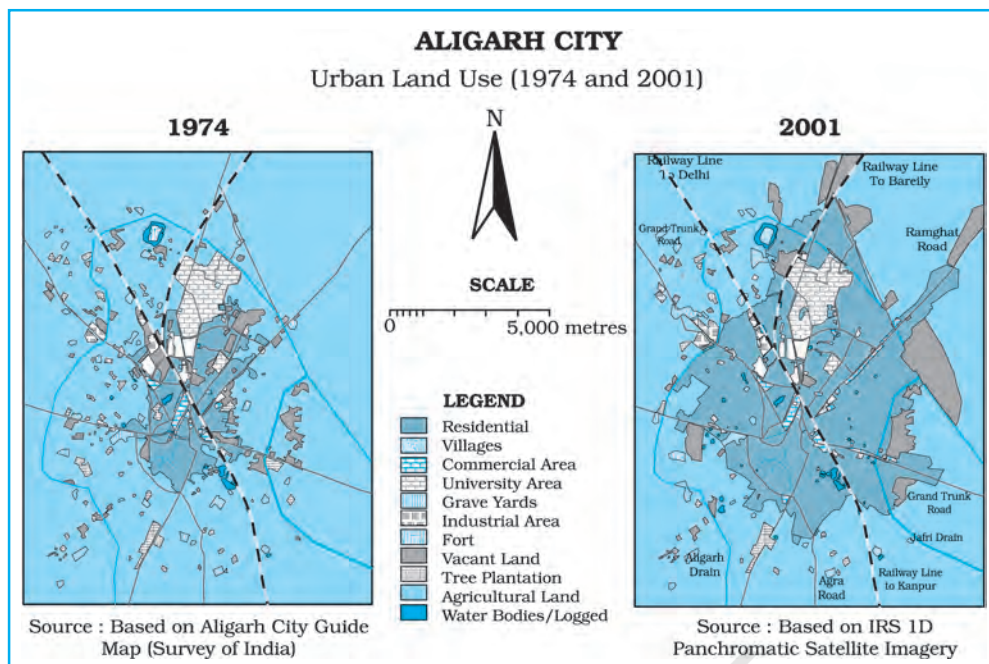 ALIGARH CITY
Urban Land Use (1974 and 2001)
1974
N
SCALE
0
5,000 metres
LEGEND
Residential
Villages
Commercial Area
University Area
Grave Yards
Industrial Area
Fort
Vacant Land
Tree Plantation
Agricultural Land
Water Bodies/Logged
2001
Railway Line
To Delhi
Railway Line
To Bareily
Grand Trunk
Road
Ramghat
Road
Grand Trunk
Road
Jafri Drain
Aligarh
Drain
Agra
Road
Railway Line
to Kanpur
Source : Based on Aligarh City Guide
Map (Survey of India)
Source : Based on IRS 1D
Panchromatic Satellite Imagery